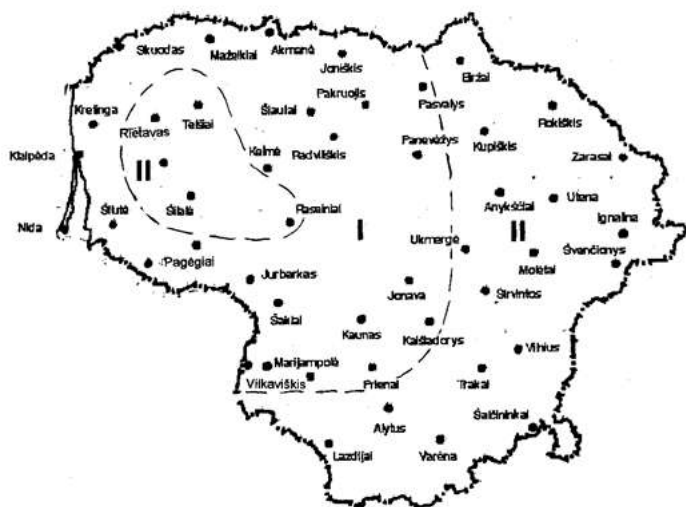 Skuodas
Mažeikiai
Akmenė
Joniškis
Biržai
Pakruojis
Pasvalys
Rokiškis
Kretinga
Rietavas
Telšiai
Šiauliai
Kupiškis
Klaipėda
Kelmė
Radviliškis
Panevėžys
Zarasai
II
Anykščiai
Utena
Nida
Šilutė
Šilalė
Raseiniai
I
II
Ignalina
Ukmergė
Molėtai
Švenčionys
Pagėgiai
Jurbarkas
Jonava
Širvintos
Šakiai
Kaunas
Kaišiadorys
Vilnius
Marijampolė
Vilkaviškis
Prienai
Trakai
Alytus
Šalčininkai
Lazdijai
Varėna